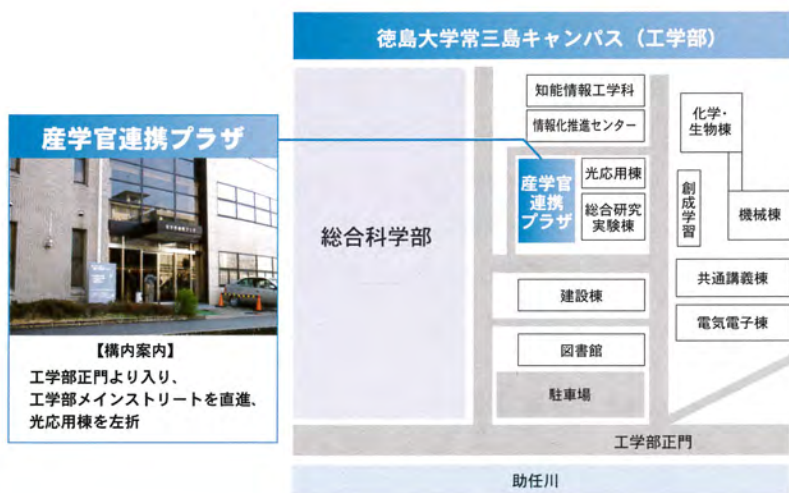 徳島大学常三島キャンパス（工学部）
産学官連携プラザ
【構内案内】
工学部正門より入り、
工学部メインストリートを直進、
光応用棟を左折
総合科学部
知能情報工学科
情報化推進センター
産学官
連携
プラザ
光応用棟
総合研究
実験棟
化学・
生物棟
創成学習
機械棟
建設棟
共通講義棟
電気電子棟
図書館
駐車場
工学部正門
助任川